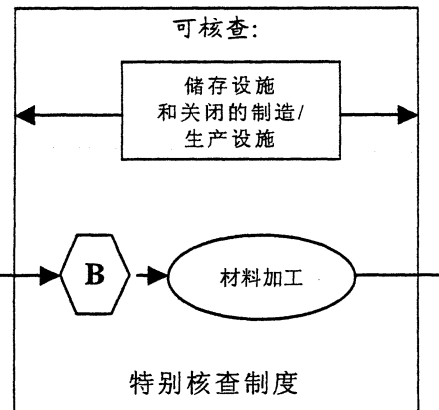 可核查:
储存设施
和关闭的制造/
生产设施
B
材料加工
特别核查制度